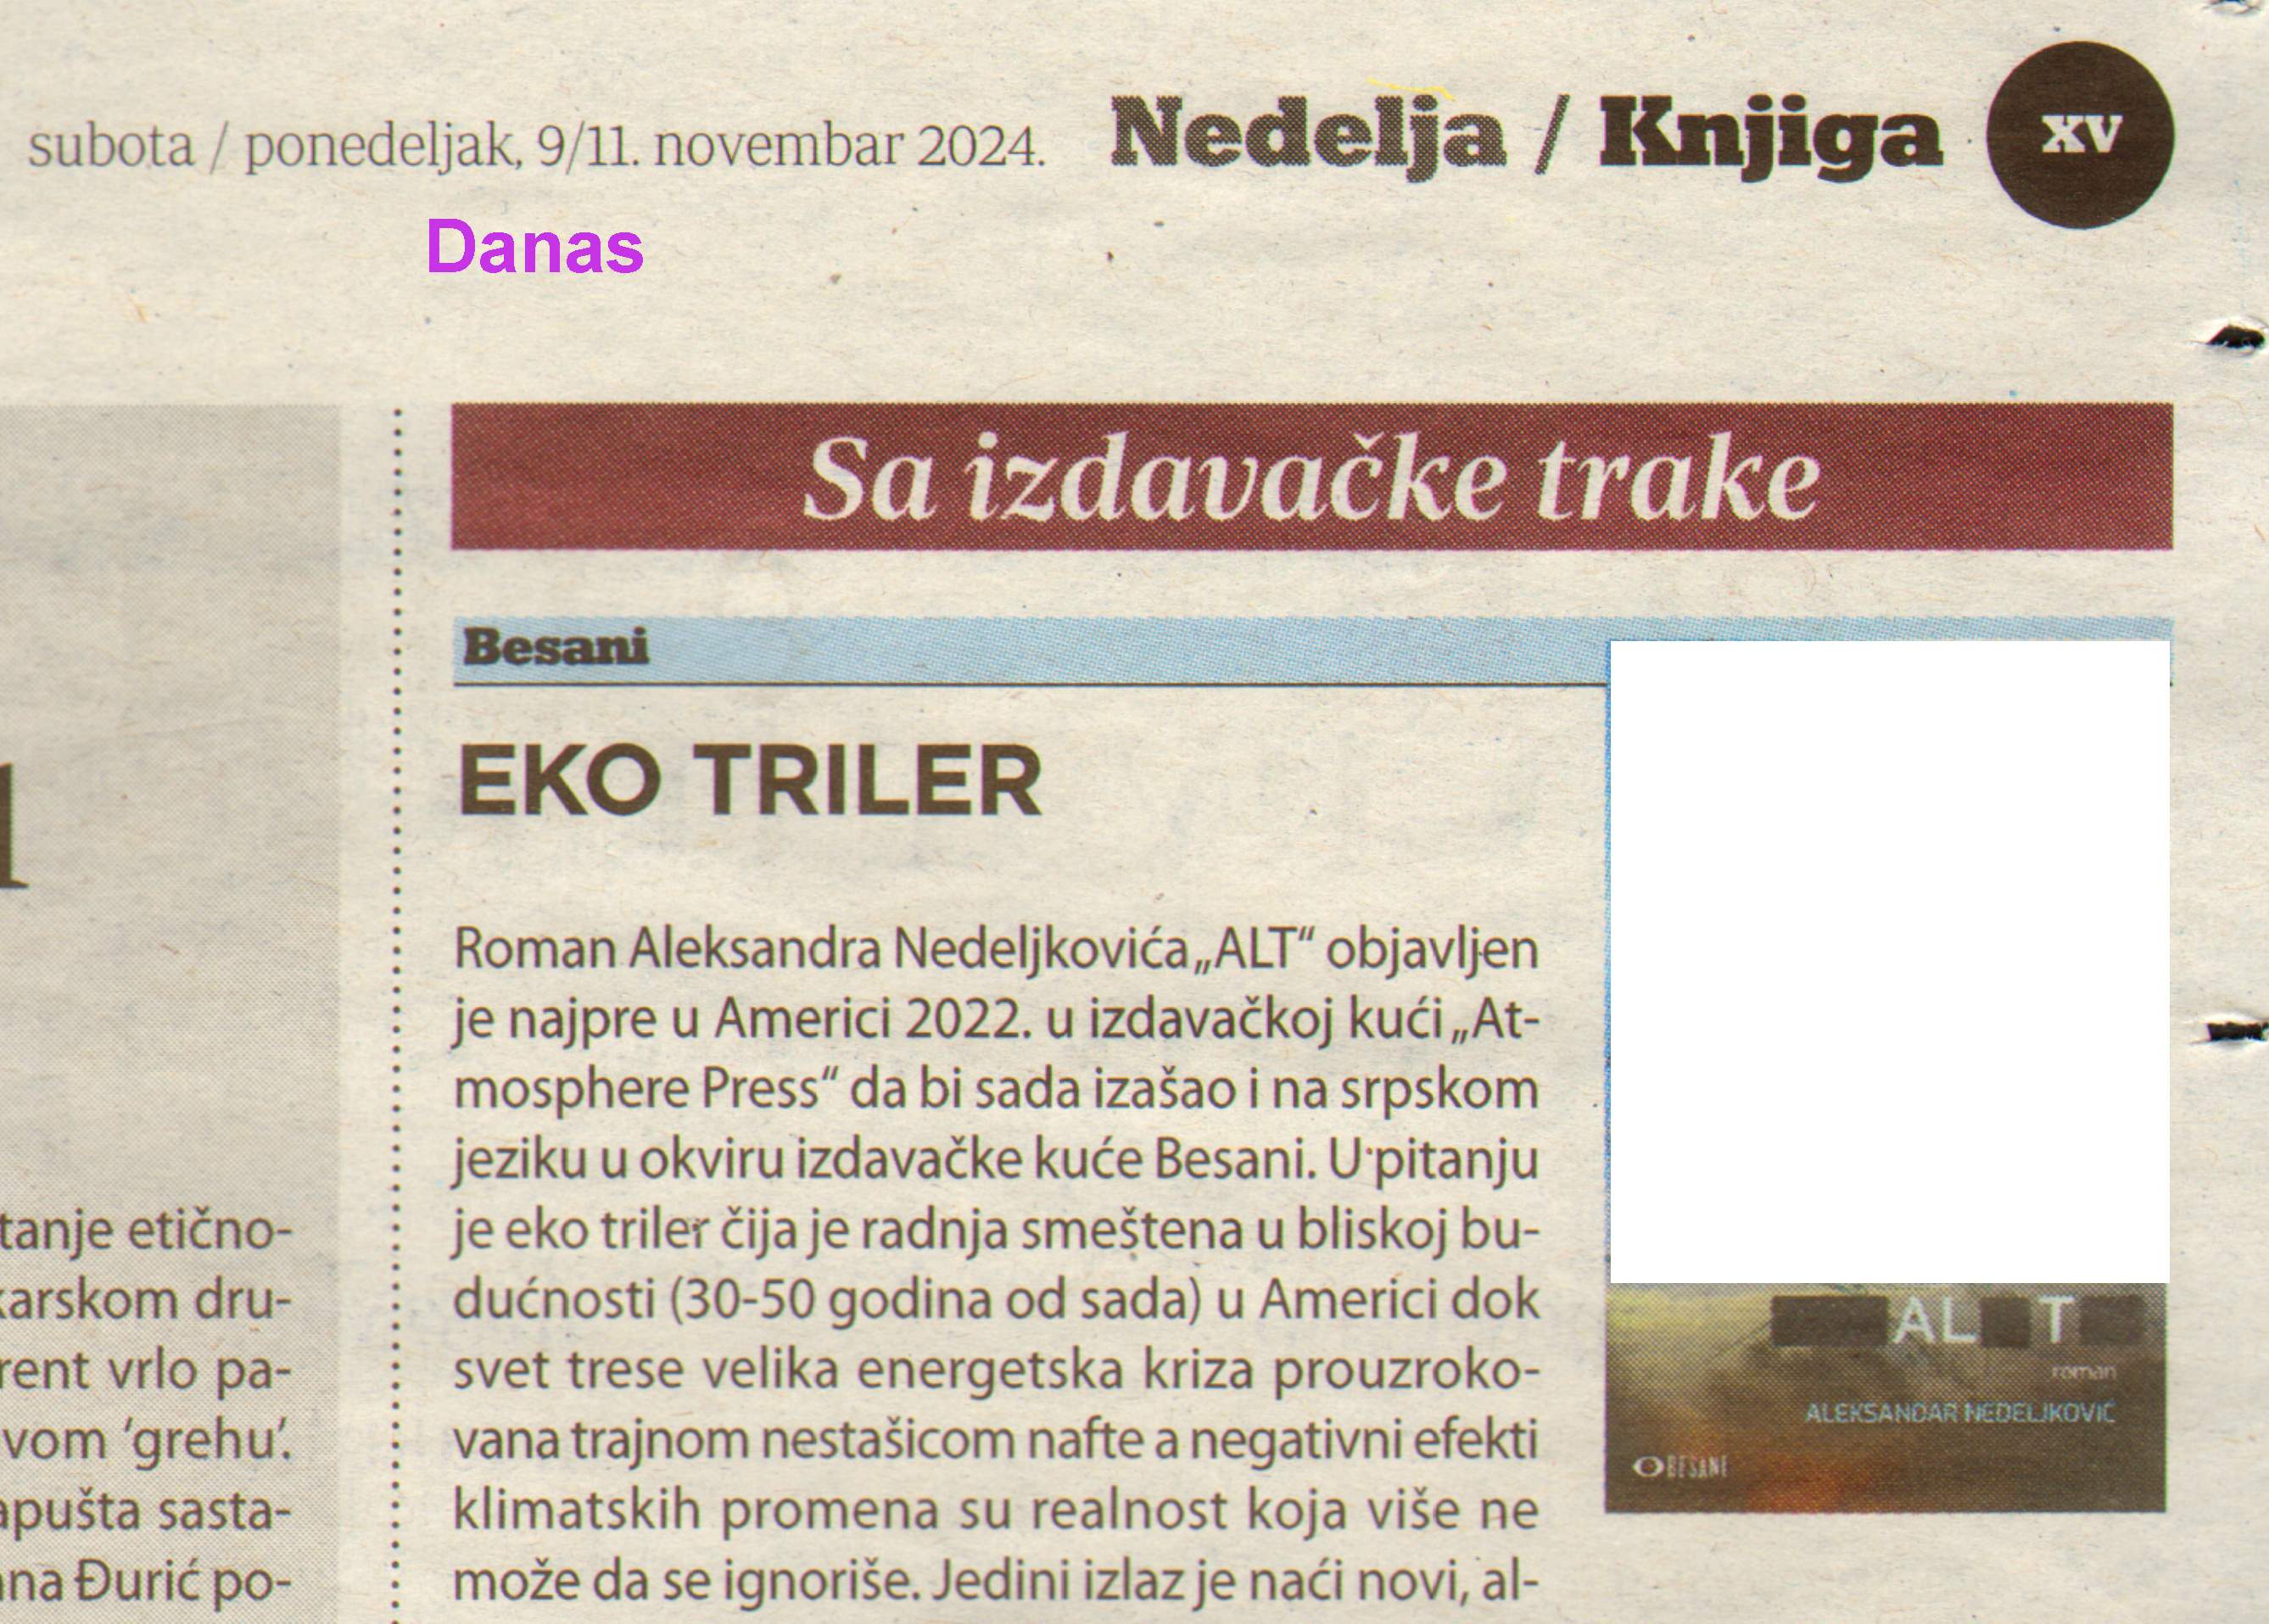 subota / ponedeljak, 9/11. novembar 2024. Nedelja / Knjiga XV
Danas
tanje etično-
karskom dru-
rent vrlo pa-
vom ‘grehu’.
apušta sasta-
na Đurić po-
Sa izdavačke trake
Besani
EKO TRILER
Roman Aleksandra Nedeljkovića „ALT“ objavljen
je najpre u Americi 2022. u izdavačkoj kući „At-
mosphere Press“ da bi sada izašao i na srpskom
jeziku u okviru izdavačke kuće Besani. U pitanju
je eko triler čija je radnja smeštena u bliskoj bu-
dućnosti (30-50 godina od sada) u Americi dok
svet trese velika energetska kriza prouzroko-
vana trajnom nestašicom nafte a negativni efekti
klimatskih promena su realnost koja više ne
može da se ignoriše. Jedini izlaz je naći novi, al-
AL T
roman
ALEKSANDAR NEDELJKOVIĆ